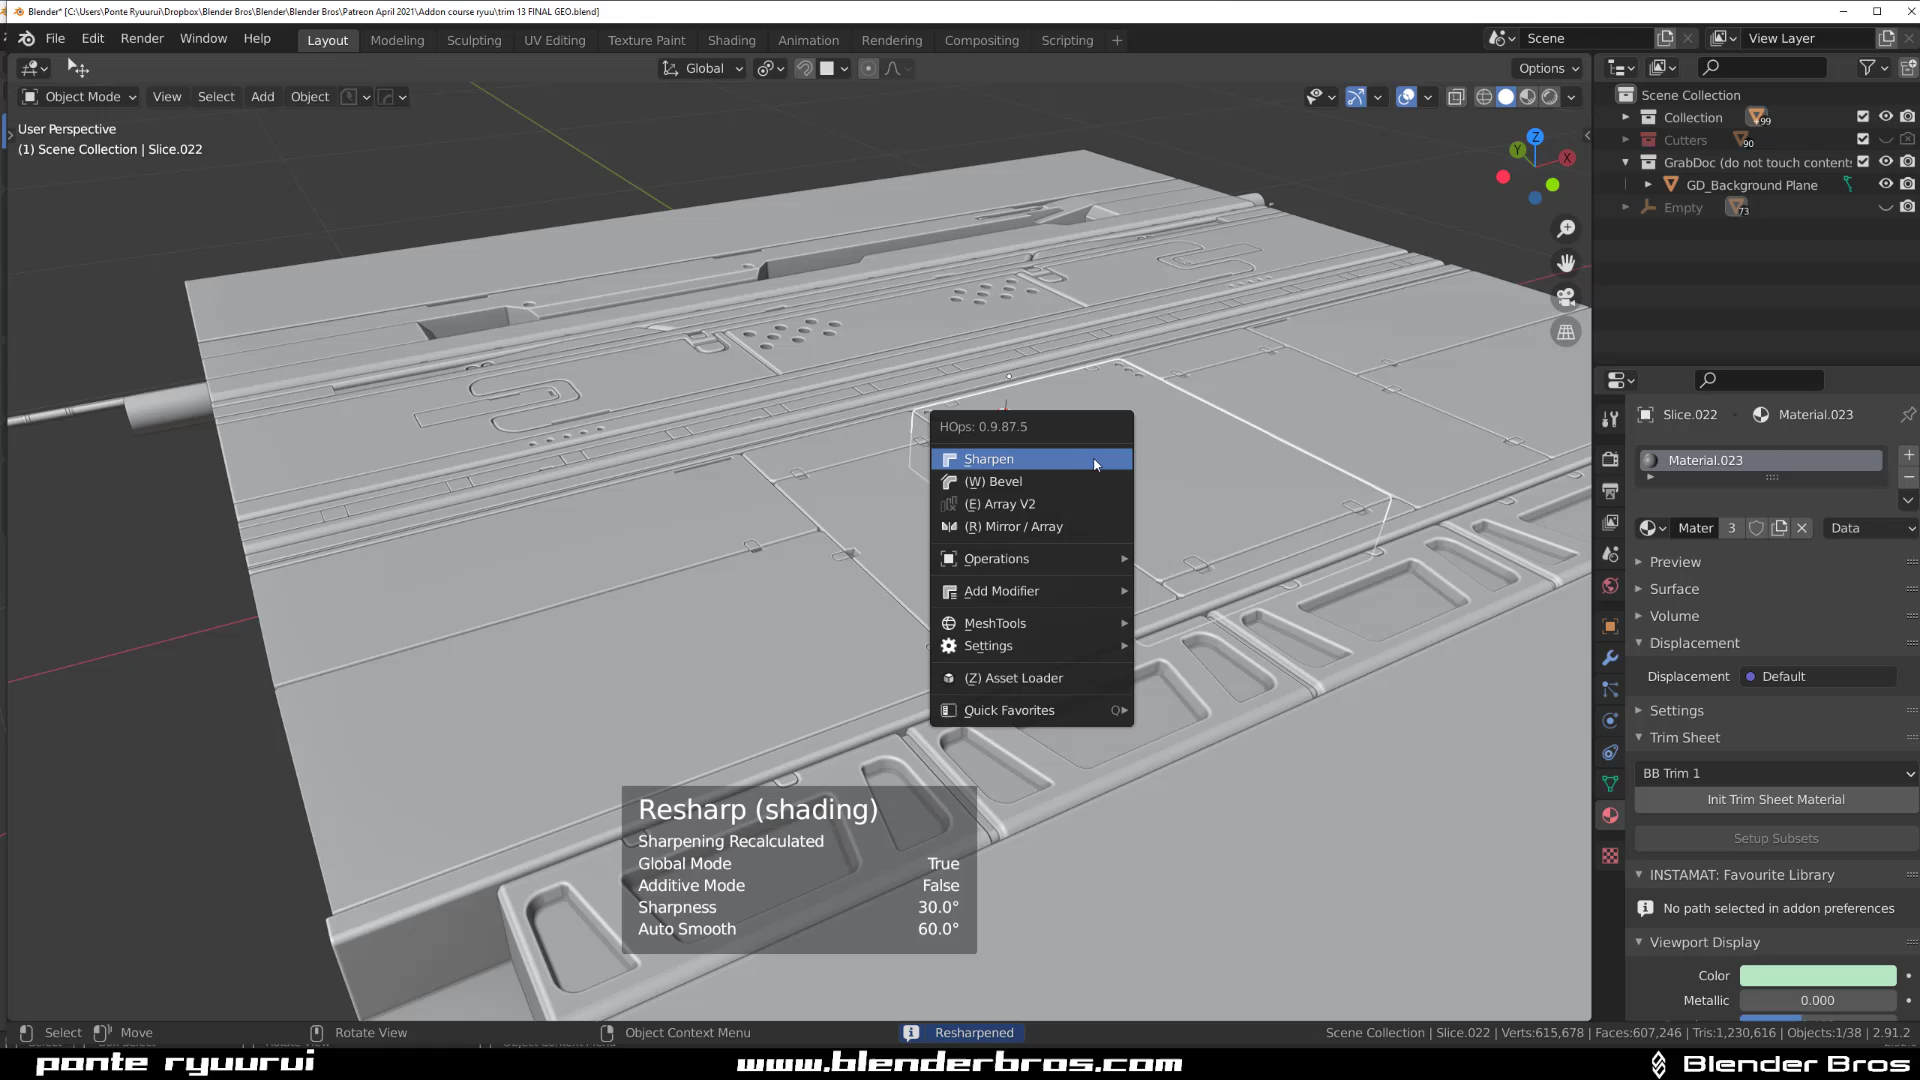 Blender* [C:\Users\Ponte Ryuurui\Dropbox\Blender Bros\Blender\Blender Bros\Patreon April 2021\Addon course ryuu\trim 13 FINAL GEO.blend]
File Edit Render Window Help Layout Modeling Sculpting UV Editing Texture Paint Shading Animation Rendering Compositing Scripting + Scene View Layer
Global Options
Object Mode View Select Add Object
User Perspective
(1) Scene Collection | Slice.022
Z
Y
X
Scene Collection
Collection 99
Cutters 90
GrabDoc (do not touch content
GD_Background Plane
Empty 73
HOps: 0.9.87.5
Sharpen
(W) Bevel
(E) Array V2
(R) Mirror / Array
Operations
Add Modifier
MeshTools
Settings
(Z) Asset Loader
Quick Favorites Q
Resharp (shading)
Sharpening Recalculated
Global Mode True
Additive Mode False
Sharpness 30.0°
Auto Smooth 60.0°
Slice.022 Material.023
Material.023
Mater 3 Data
Preview
Surface
Volume
Displacement
Displacement Default
Settings
Trim Sheet
BB Trim 1
Init Trim Sheet Material
Setup Subsets
INSTAMAT: Favourite Library
No path selected in addon preferences
Viewport Display
Color
Metallic 0.000
Select Move Rotate View Object Context Menu Resharpened Scene Collection | Slice.022 | Verts:615,678 | Faces:607,246 | Tris:1,230,616 | Objects:1/38 | 2.91.2
ponte ryuurui www.blenderbros.com Blender Bros